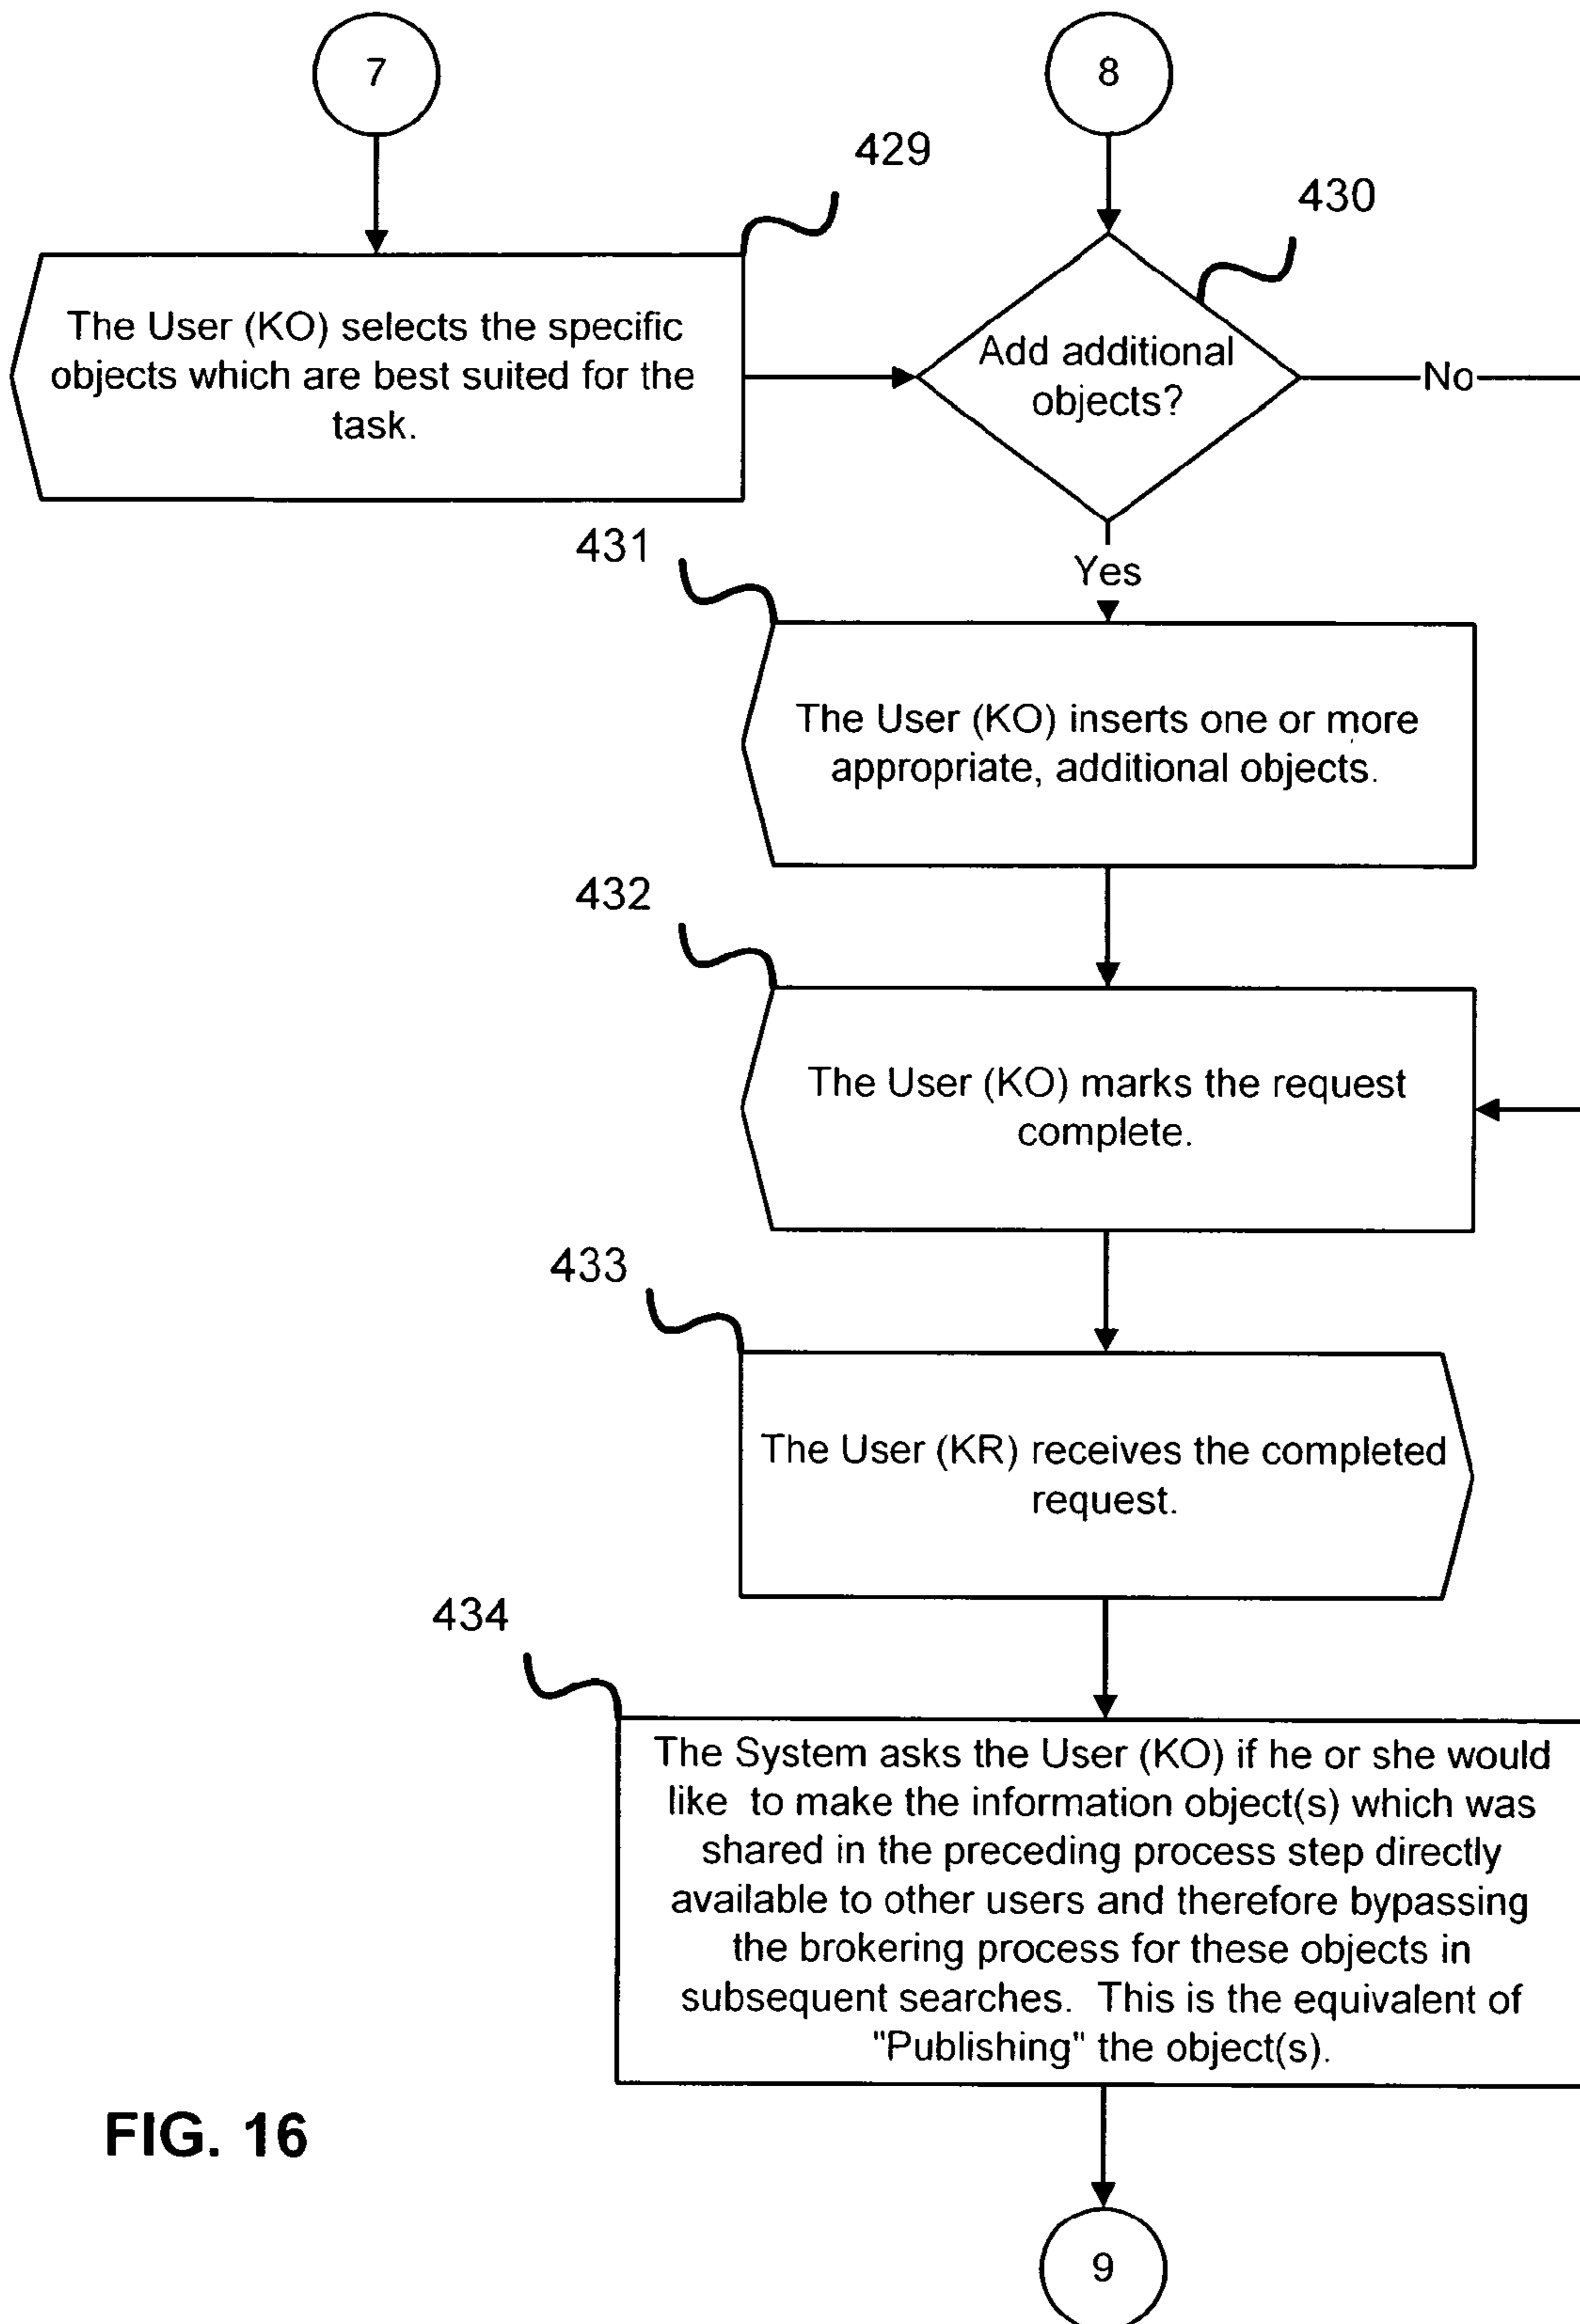 7
8
429
430
The User (KO) selects the specific
objects which are best suited for the
task.
Add additional
objects?
No
431
Yes
The User (KO) inserts one or more
appropriate, additional objects.
432
The User (KO) marks the request
complete.
433
The User (KR) receives the completed
request.
434
The System asks the User (KO) if he or she would
like to make the information object(s) which was
shared in the preceding process step directly
available to other users and therefore bypassing
the brokering process for these objects in
subsequent searches. This is the equivalent of
"Publishing" the object(s).
FIG. 16
9